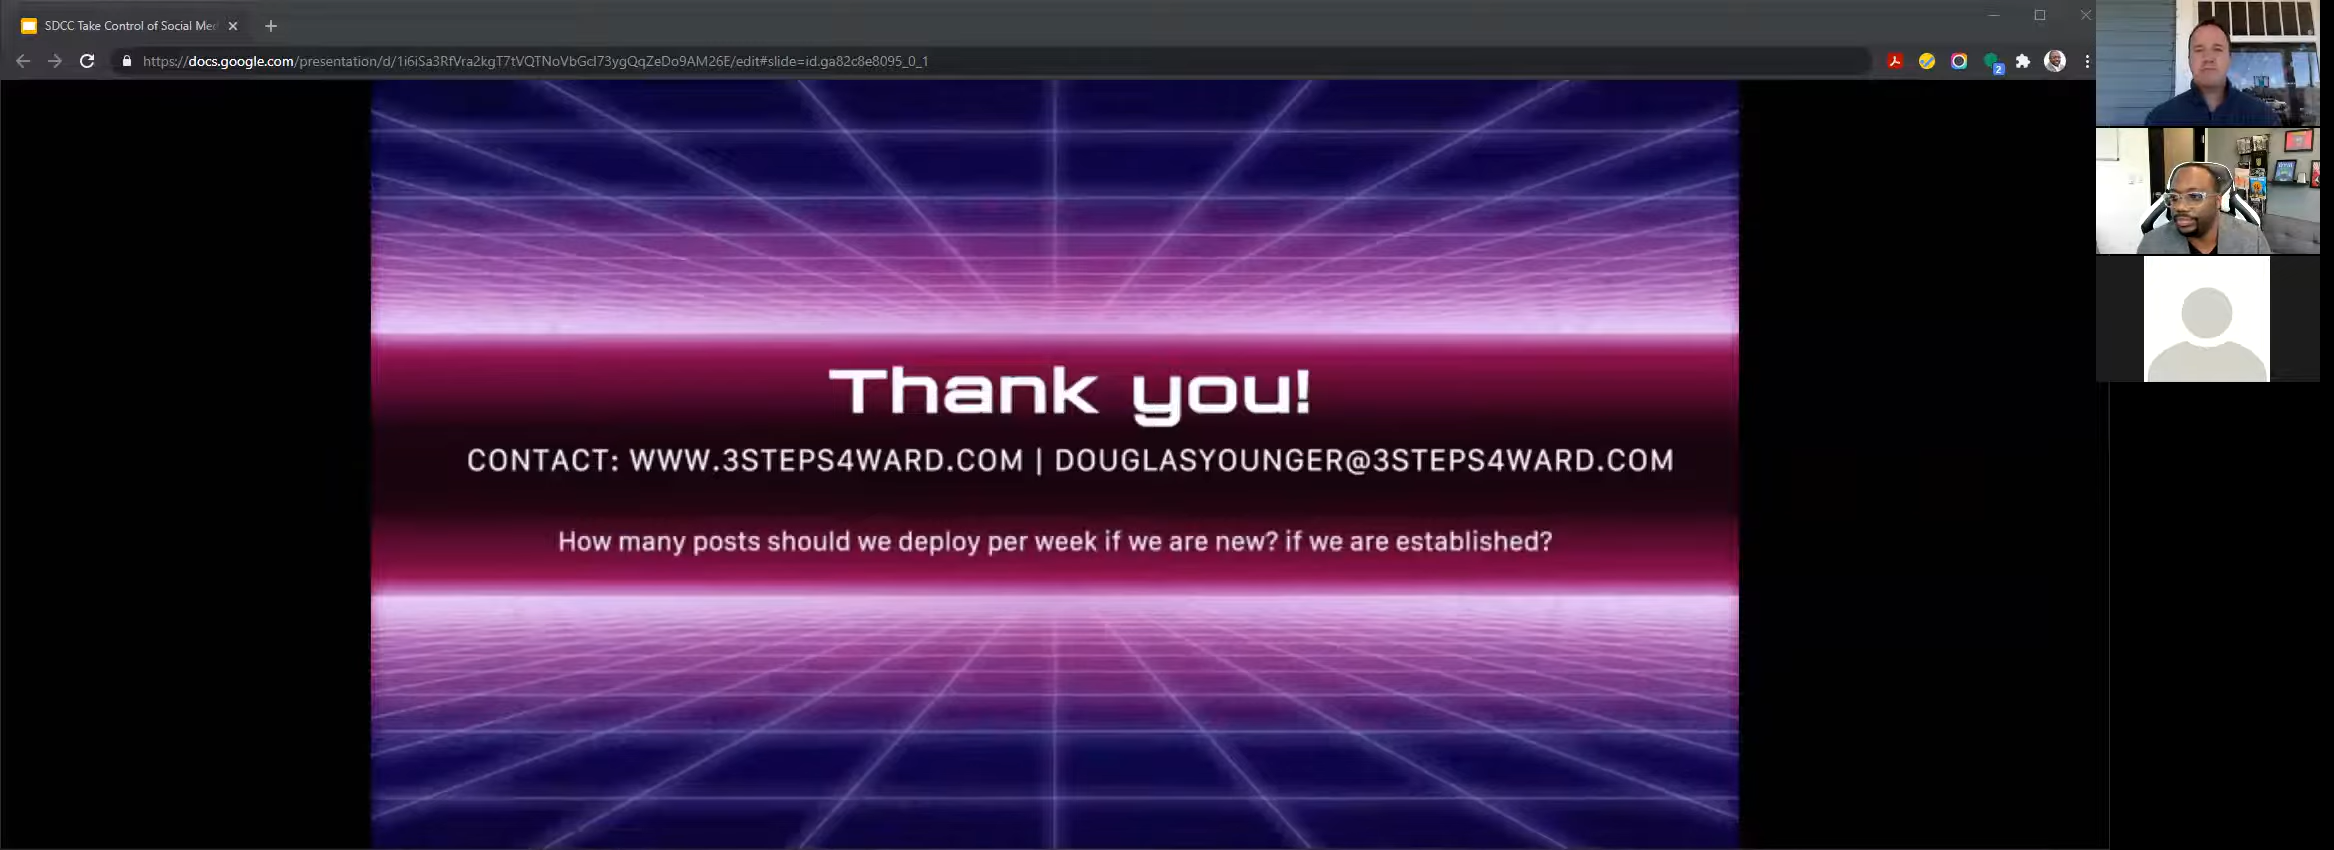 SDCC Take Control of Social Med
https://docs.google.com/presentation/d/1i6iSa3RfVra2kgT7tVQTNoVbGcI73ygQqZeDo9AM26E/edit#slide=id.ga82c8e8095_0_1
2
Thank you!
CONTACT: WWW.3STEPS4WARD.COM | DOUGLASYOUNGER@3STEPS4WARD.COM
How many posts should we deploy per week if we are new? if we are established?